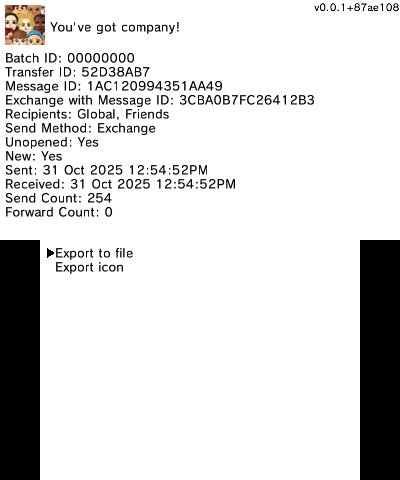 v0.0.1+87ae108
You've got company!
Batch ID: 00000000
Transfer ID: 52D38AB7
Message ID: 1AC120994351AA49
Exchange with Message ID: 3CBA0B7FC26412B3
Recipients: Global, Friends
Send Method: Exchange
Unopened: Yes
New: Yes
Sent: 31 Oct 2025 12:54:52PM
Received: 31 Oct 2025 12:54:52PM
Send Count: 254
Forward Count: 0
Export to file
Export icon